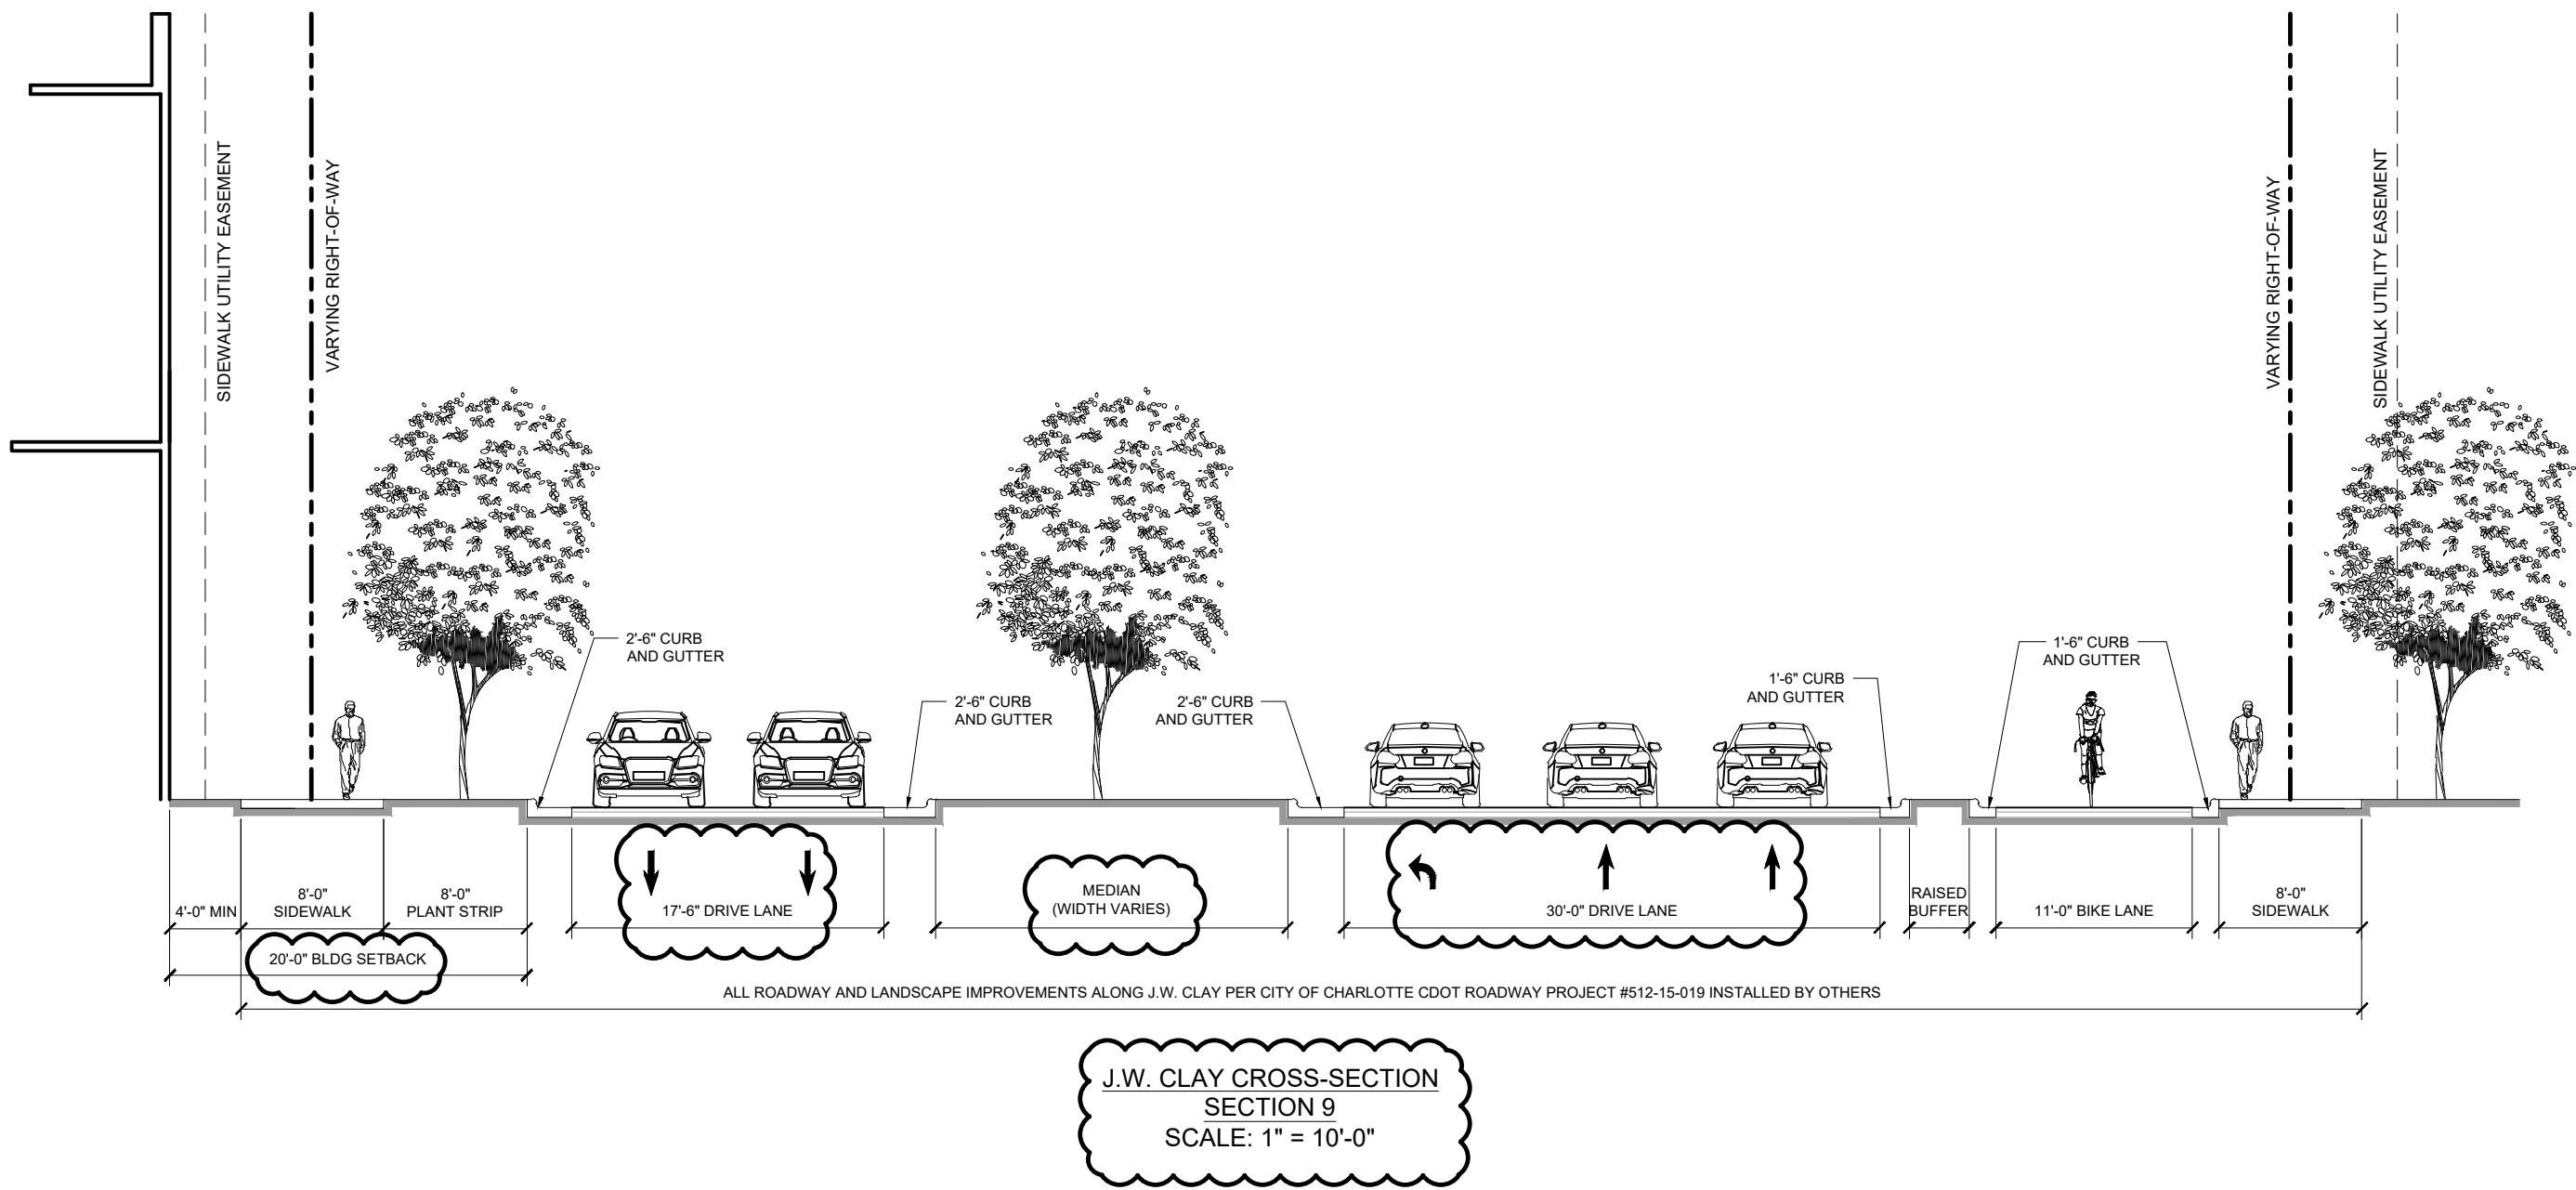 SIDEWALK UTILITY EASEMENT
VARYING RIGHT-OF-WAY
VARYING RIGHT-OF-WAY
SIDEWALK UTILITY EASEMENT
2'-6" CURB
AND GUTTER
2'-6" CURB
AND GUTTER
2'-6" CURB
AND GUTTER
1'-6" CURB
AND GUTTER
1'-6" CURB
AND GUTTER
4'-0" MIN
8'-0"
SIDEWALK
8'-0"
PLANT STRIP
17'-6" DRIVE LANE
MEDIAN
(WIDTH VARIES)
30'-0" DRIVE LANE
RAISED
BUFFER
11'-0" BIKE LANE
8'-0"
SIDEWALK
20'-0" BLDG SETBACK
ALL ROADWAY AND LANDSCAPE IMPROVEMENTS ALONG J.W. CLAY PER CITY OF CHARLOTTE CDOT ROADWAY PROJECT #512-15-019 INSTALLED BY OTHERS
J.W. CLAY CROSS-SECTION
SECTION 9
SCALE: 1" = 10'-0"